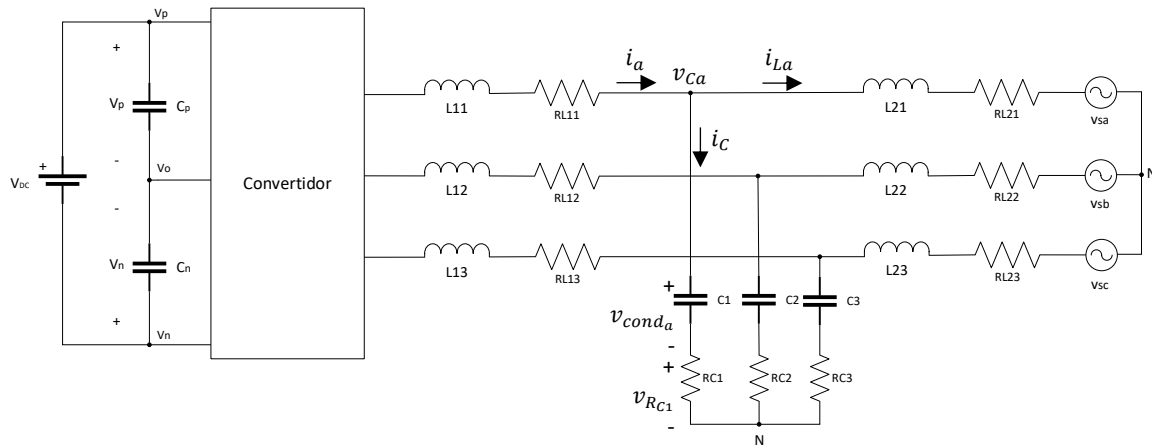 Vp
+
Vp
Cp
-
Vo
+
VDC
-
Vn
Cn
+
Vn
Convertidor
L11
RL11
ia
vCa
iLa
L21
RL21
vsa
iC
L12
RL12
L22
RL22
vsb
N
L13
RL13
L23
RL23
vsc
+
C1
C2
C3
vconda
-
+
RC1
RC2
RC3
vRC1
-
N